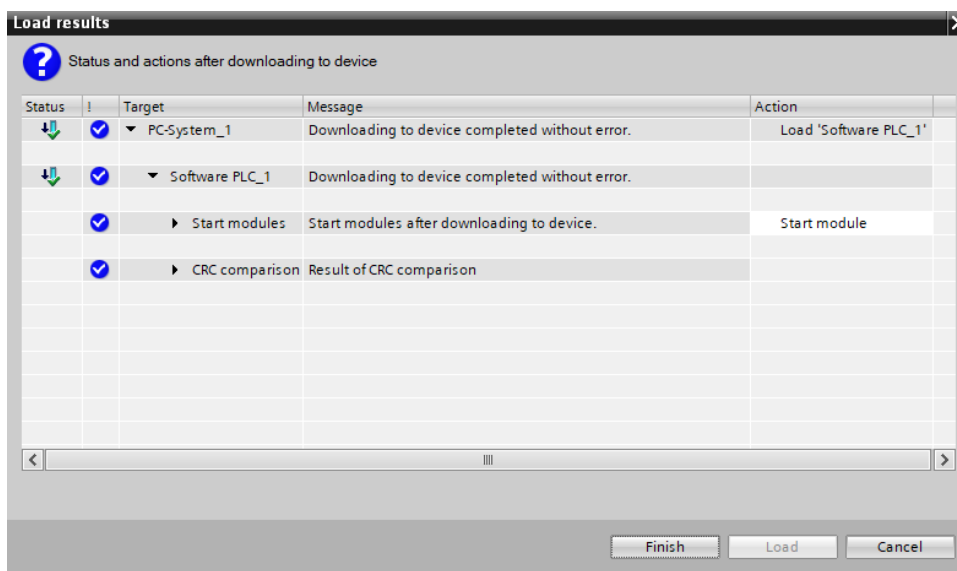 Load results
Status and actions after downloading to device
Status ! Target Message Action
PC-System_1 Downloading to device completed without error. Load 'Software PLC_1'
Software PLC_1 Downloading to device completed without error.
Start modules Start modules after downloading to device. Start module
CRC comparison Result of CRC comparison
Finish Load Cancel